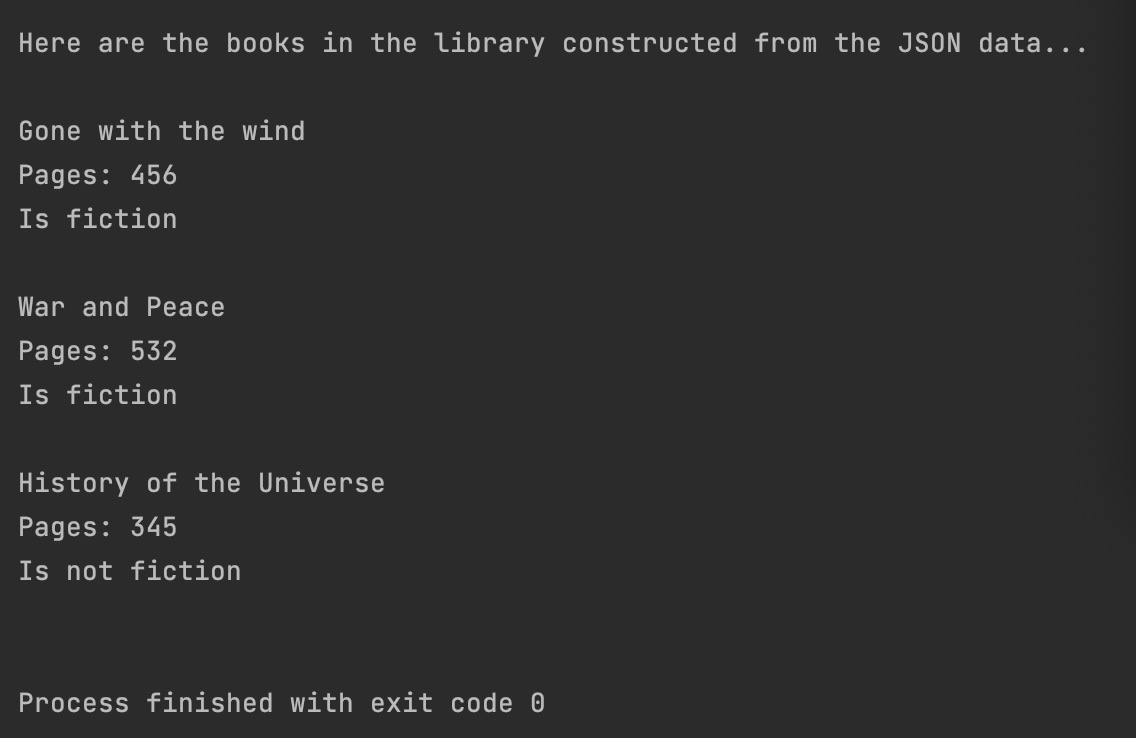 Here are the books in the library constructed from the JSON data...
Gone with the wind
Pages: 456
Is fiction
War and Peace
Pages: 532
Is fiction
History of the Universe
Pages: 345
Is not fiction
Process finished with exit code 0